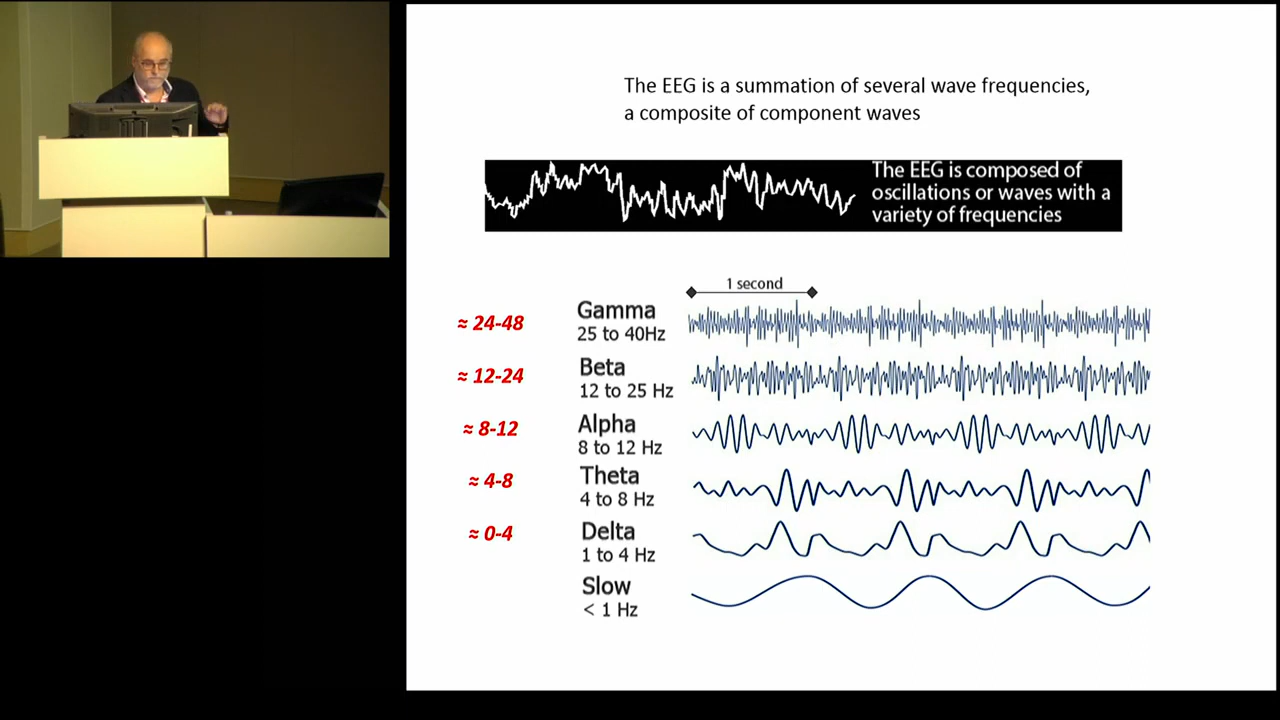 The EEG is a summation of several wave frequencies,
a composite of component waves
The EEG is composed of
oscillations or waves with a
variety of frequencies
1 second
≈ 24-48
Gamma
25 to 40Hz
≈ 12-24
Beta
12 to 25 Hz
≈ 8-12
Alpha
8 to 12 Hz
≈ 4-8
Theta
4 to 8 Hz
≈ 0-4
Delta
1 to 4 Hz
Slow
< 1 Hz